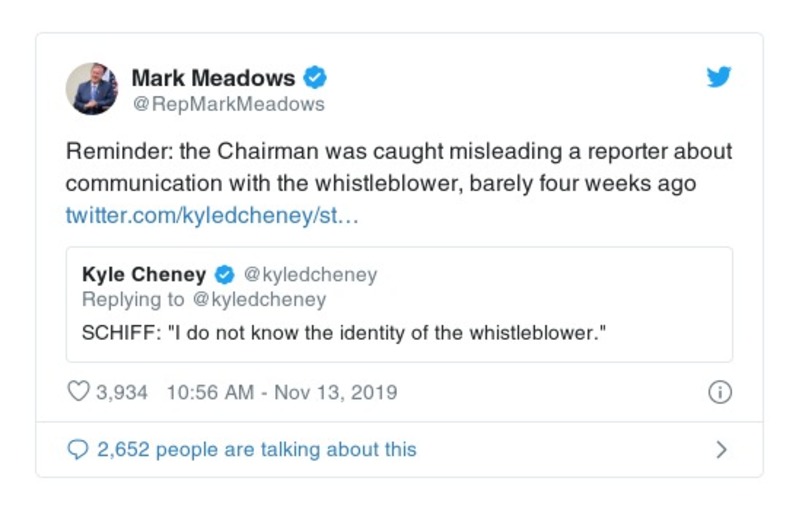 Mark Meadows
@RepMarkMeadows
Reminder: the Chairman was caught misleading a reporter about
communication with the whistleblower, barely four weeks ago
twitter.com/kyledcheney/st…
Kyle Cheney @kyledcheney
Replying to @kyledcheney
SCHIFF: "I do not know the identity of the whistleblower."
3,934 10:56 AM - Nov 13, 2019
2,652 people are talking about this